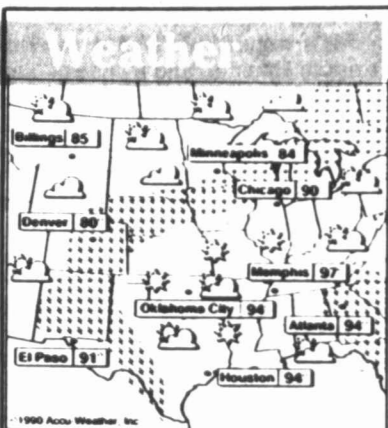 Weather
Billings 85
Minneapolis 84
Chicago 90
Denver 80
Memphis 97
Oklahoma City 94
Atlanta 94
El Paso 91
Houston 94
1990 Accu-Weather, Inc